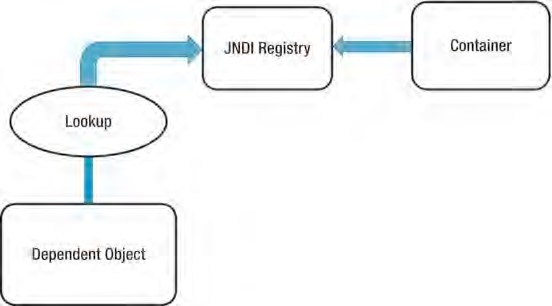 JNDI Registry
Container
Lookup
Dependent Object